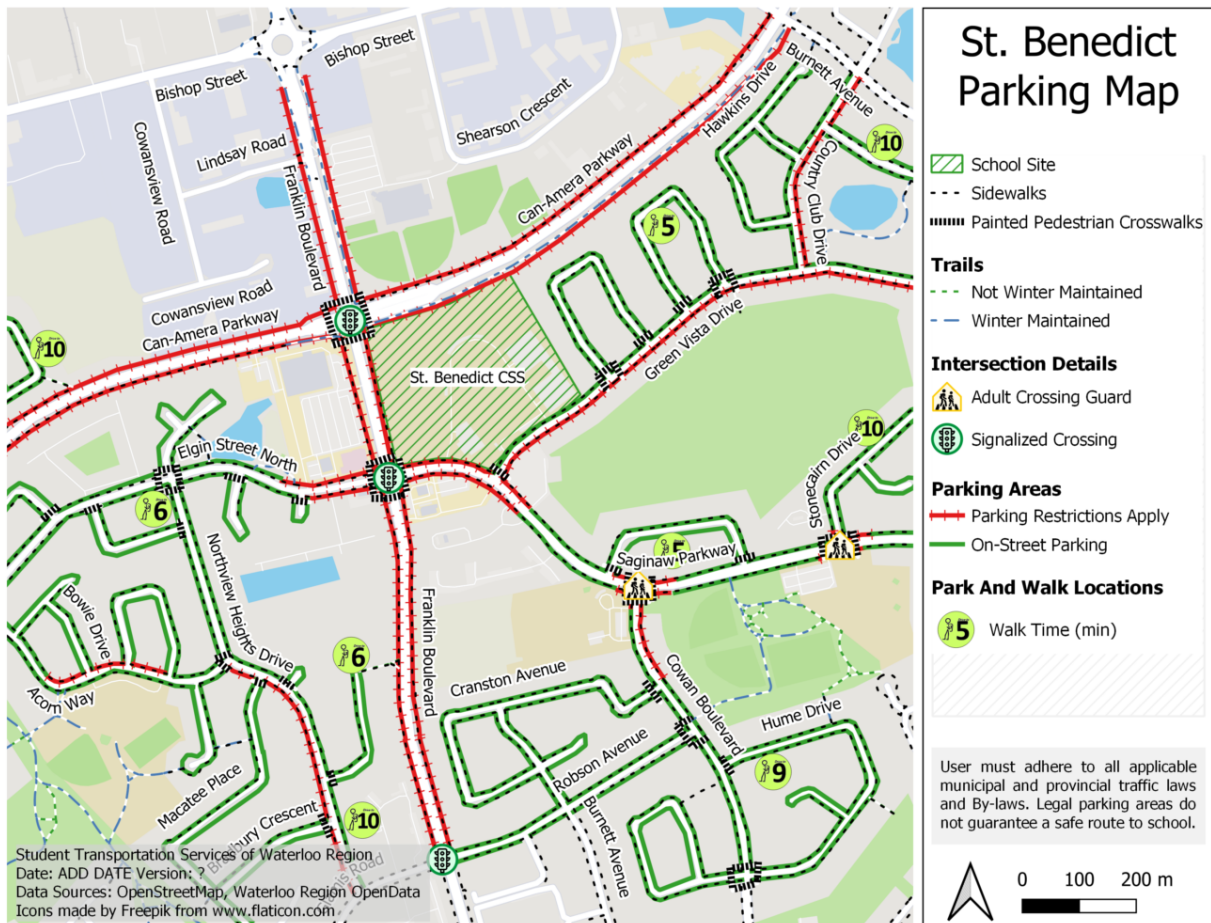 St. Benedict
Parking Map
School Site
Sidewalks
Painted Pedestrian Crosswalks
Trails
Not Winter Maintained
Winter Maintained
Intersection Details
Adult Crossing Guard
Signalized Crossing
Parking Areas
Parking Restrictions Apply
On-Street Parking
Park And Walk Locations
5
Walk Time (min)
User must adhere to all applicable
municipal and provincial traffic laws
and By-laws. Legal parking areas do
not guarantee a safe route to school.
0 100 200 m
Bishop Street
Bishop Street
Burnett Avenue
Hawkins Drive
Shearson Crescent
Cowansview Road
Lindsay Road
10
Country Club Drive
Franklin Boulevard
Can-Amera Parkway
5
Cowansview Road
Can-Amera Parkway
10
Green Vista Drive
St. Benedict CSS
Elgin Street North
10
Stonecairn Drive
6
5
Saginaw Parkway
Northview Heights Drive
Bowie Drive
Franklin Boulevard
6
Acorn Way
Cranston Avenue
Cowan Boulevard
Hume Drive
Robson Avenue
9
Macatee Place
Burnett Avenue
10
Bradbury Crescent
Road
Student Transportation Services of Waterloo Region
Date: ADD DATE Version: ?
Data Sources: OpenStreetMap, Waterloo Region OpenData
Icons made by Freepik from www.flaticon.com